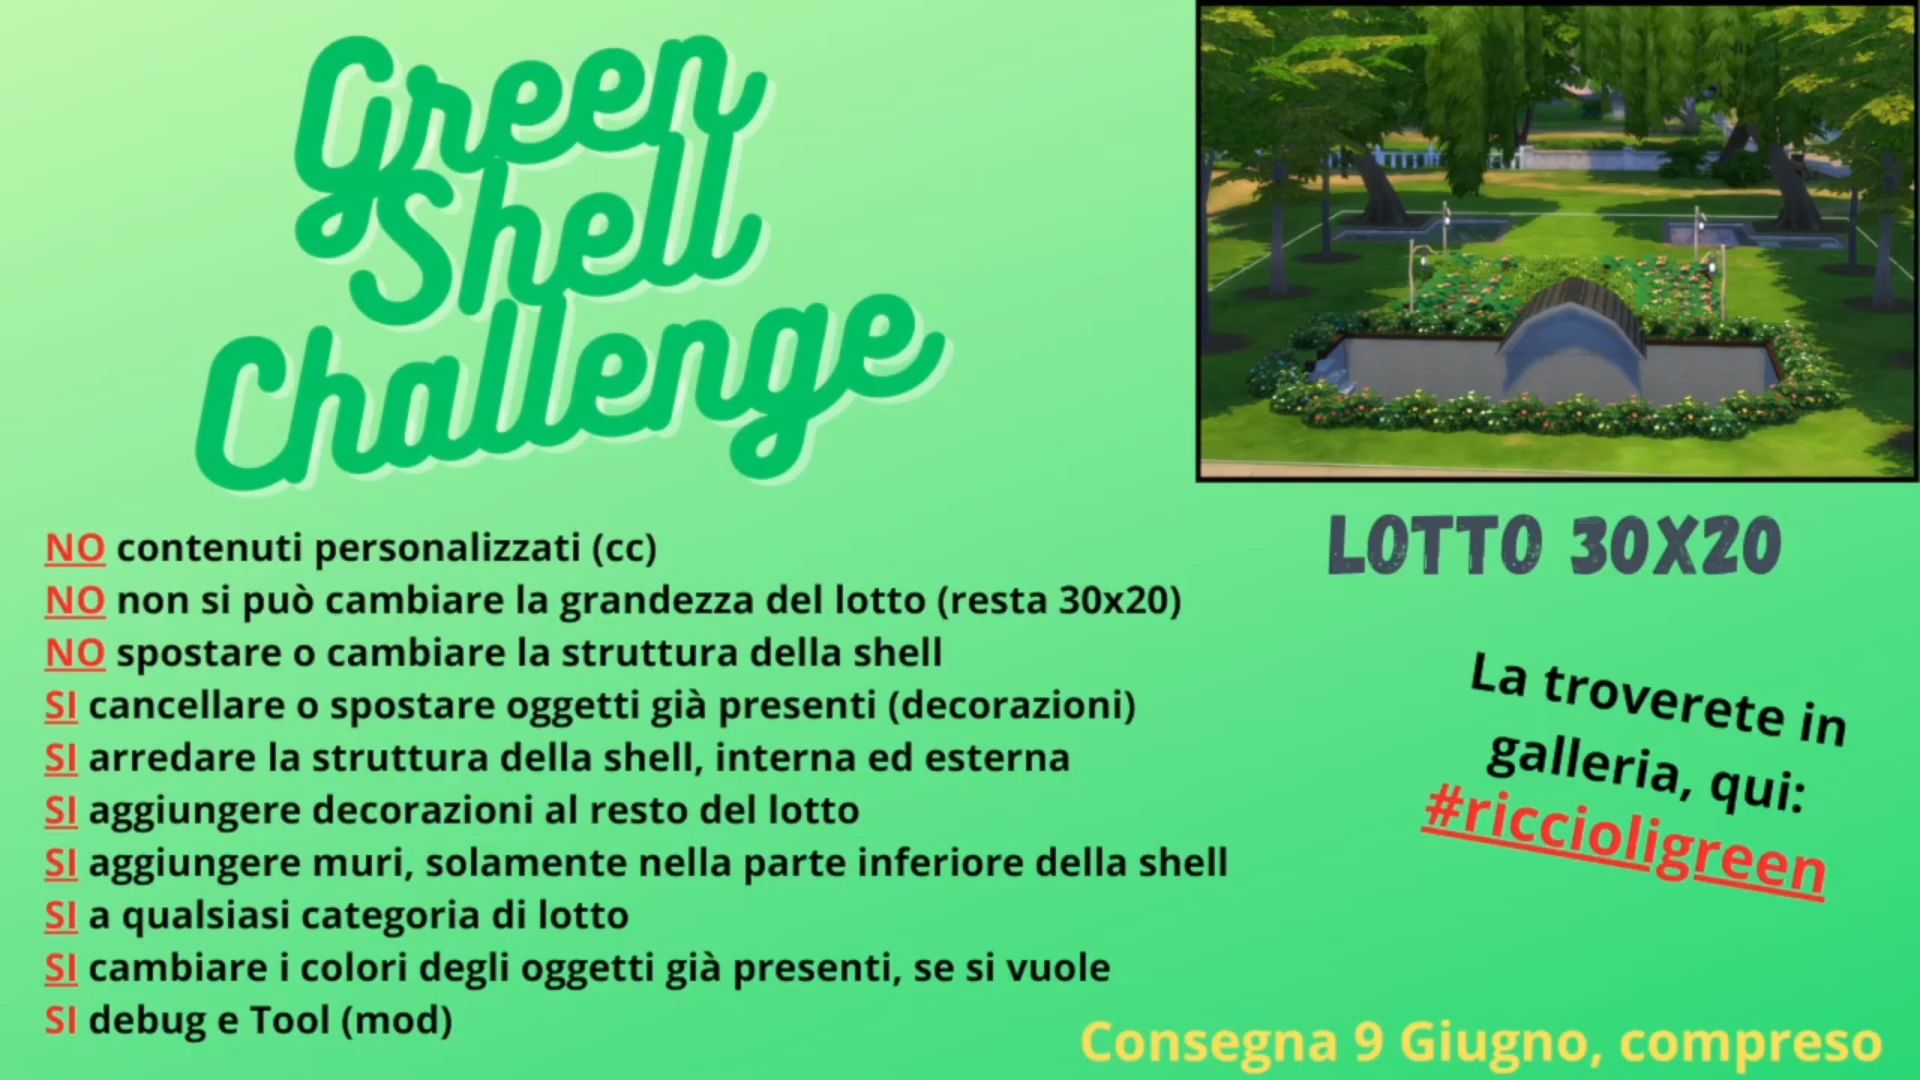 Green
Shell
Challenge
NO contenuti personalizzati (cc)
NO non si può cambiare la grandezza del lotto (resta 30x20)
NO spostare o cambiare la struttura della shell
SI cancellare o spostare oggetti già presenti (decorazioni)
SI arredare la struttura della shell, interna ed esterna
SI aggiungere decorazioni al resto del lotto
SI aggiungere muri, solamente nella parte inferiore della shell
SI a qualsiasi categoria di lotto
SI cambiare i colori degli oggetti già presenti, se si vuole
SI debug e Tool (mod)
LOTTO 30X20
La troverete in
galleria, qui:
#riccioligreen
Consegna 9 Giugno, compreso